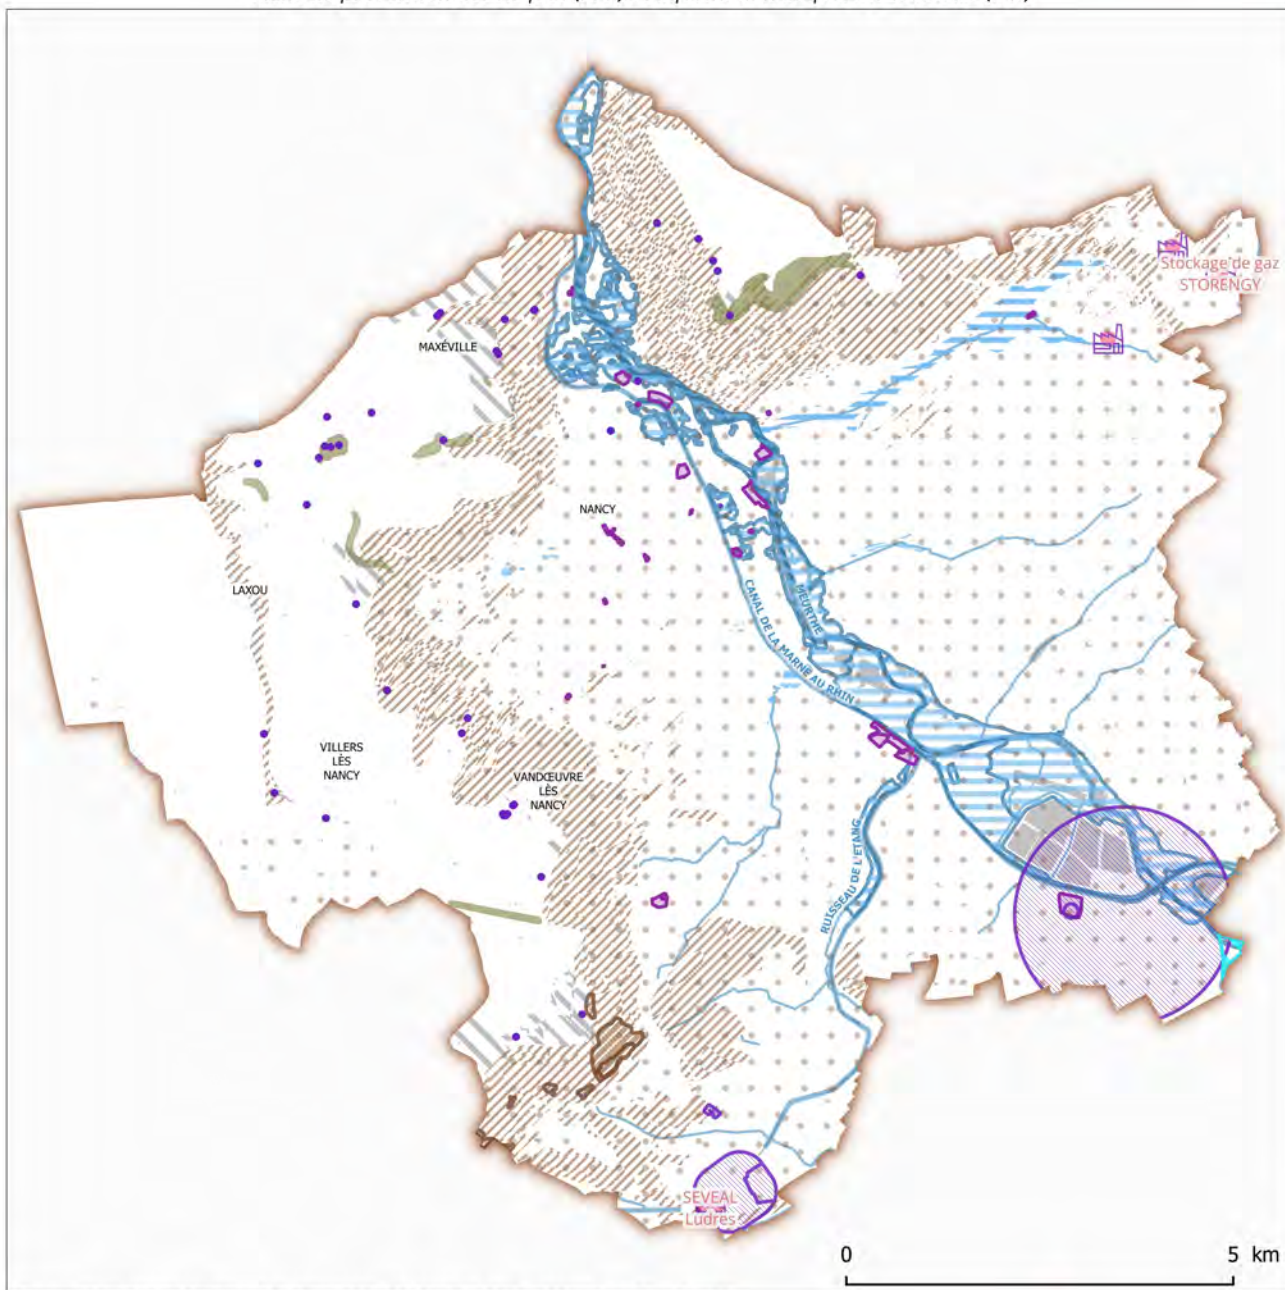 Stockage de gaz
STORENGY
MAXÉVILLE
NANCY
LAXOU
MEURTHE
CANAL DE LA MARNE AU RHIN
VILLERS
LÈS
NANCY
VANDŒUVRE
LÈS
NANCY
RUISSEAU DE L'ETANG
SEVEAL
Ludres
0
5 km